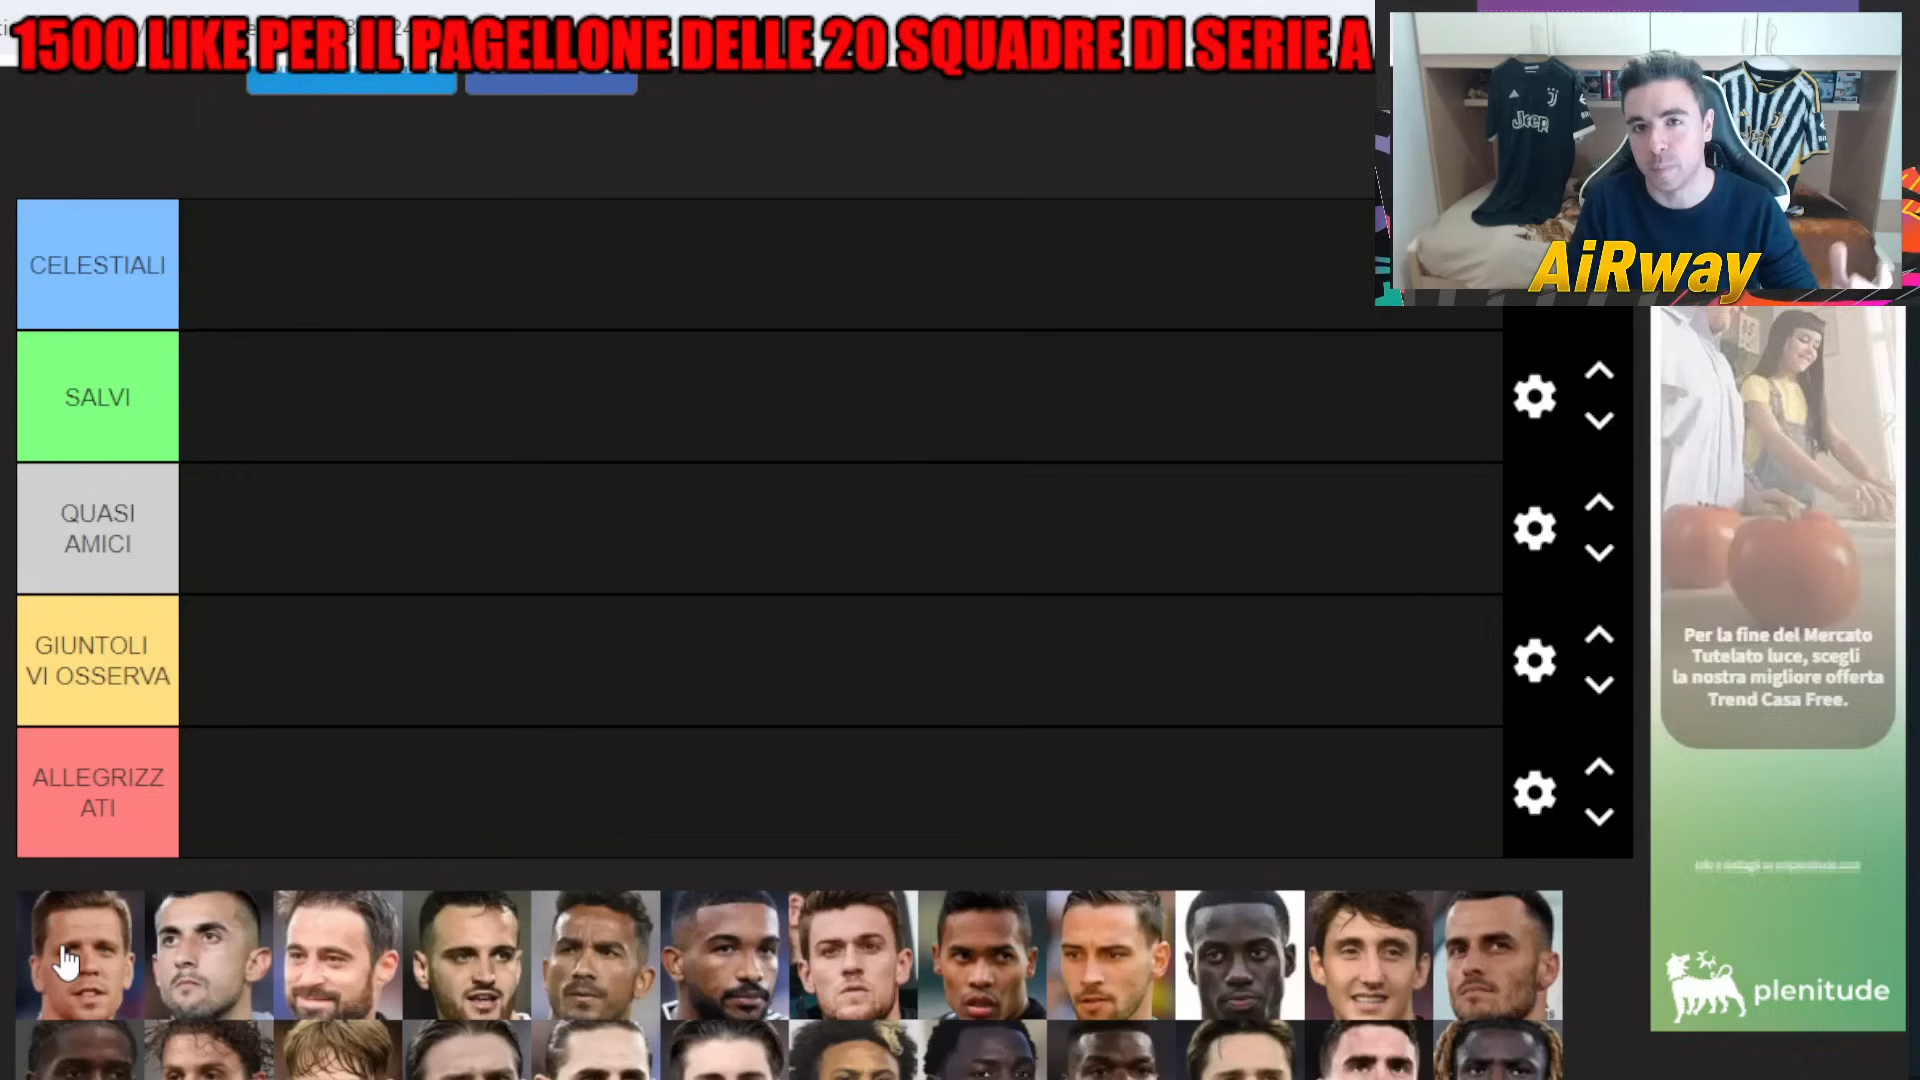 1500 LIKE PER IL PAGELLONE DELLE 20 SQUADRE DI SERIE A
Jeep
AiRway
CELESTIALI
SALVI
QUASI
AMICI
GIUNTOLI
VI OSSERVA
ALLEGRIZZ
ATI
Per la fine del Mercato
Tutelato luce, scegli
la nostra migliore offerta
Trend Casa Free.
plenitude